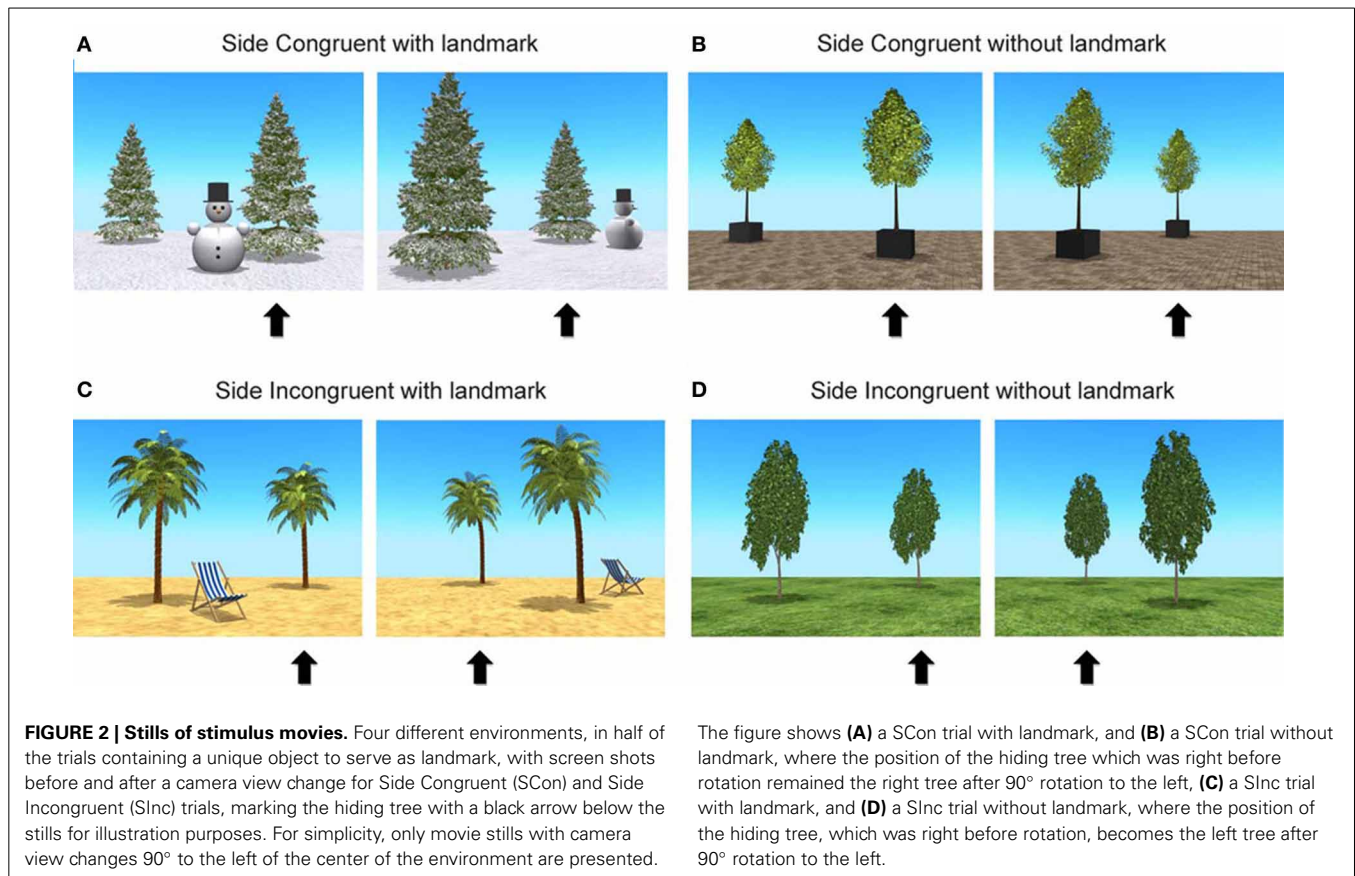 A Side Congruent with landmark
B Side Congruent without landmark
C Side Incongruent with landmark
D Side Incongruent without landmark
FIGURE 2 | Stills of stimulus movies. Four different environments, in half of
the trials containing a unique object to serve as landmark, with screen shots
before and after a camera view change for Side Congruent (SCon) and Side
Incongruent (SInc) trials, marking the hiding tree with a black arrow below the
stills for illustration purposes. For simplicity, only movie stills with camera
view changes 90° to the left of the center of the environment are presented.
The figure shows (A) a SCon trial with landmark, and (B) a SCon trial without
landmark, where the position of the hiding tree which was right before
rotation remained the right tree after 90° rotation to the left, (C) a SInc trial
with landmark, and (D) a SInc trial without landmark, where the position of
the hiding tree, which was right before rotation, becomes the left tree after
90° rotation to the left.